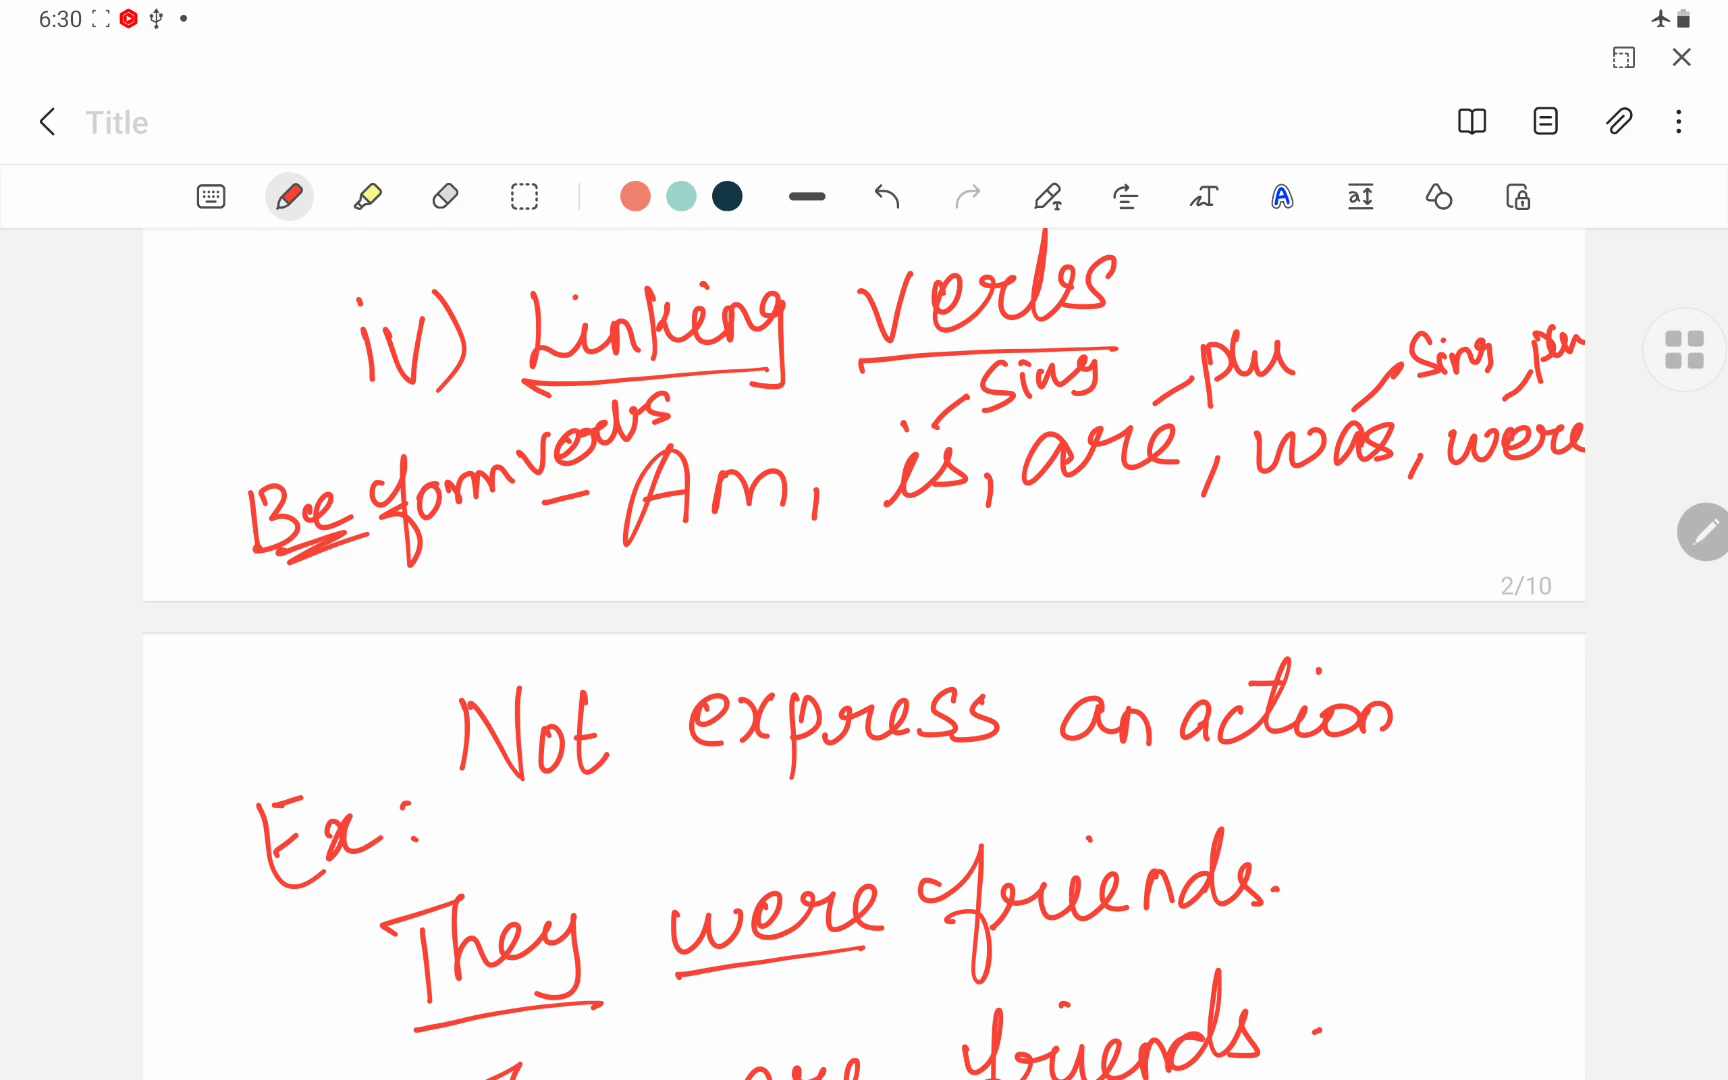 6:30
Title
iv) Linking verbs
sing plu sing
Be form verbs - Am, is, are, was, were
2/10
Not express an action
Ex:
They were friends.
are friends.